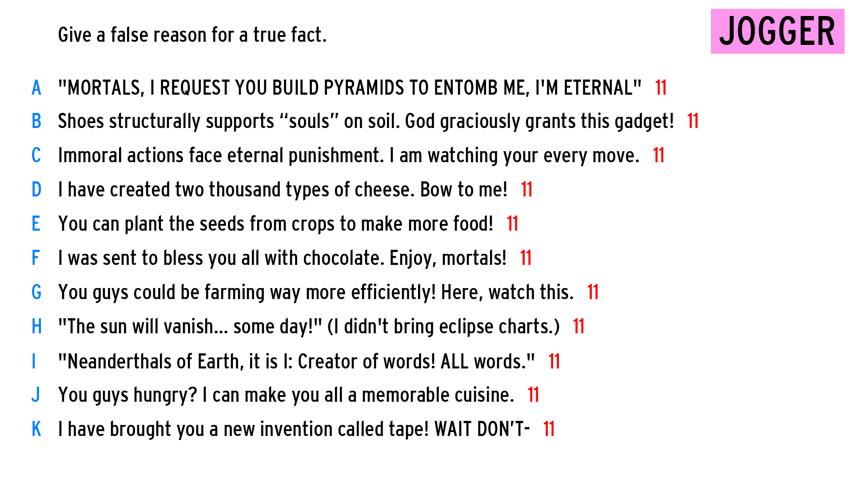 Give a false reason for a true fact.
JOGGER
A "MORTALS, I REQUEST YOU BUILD PYRAMIDS TO ENTOMB ME, I'M ETERNAL" 11
B Shoes structurally supports “souls” on soil. God graciously grants this gadget! 11
C Immoral actions face eternal punishment. I am watching your every move. 11
D I have created two thousand types of cheese. Bow to me! 11
E You can plant the seeds from crops to make more food! 11
F I was sent to bless you all with chocolate. Enjoy, mortals! 11
G You guys could be farming way more efficiently! Here, watch this. 11
H "The sun will vanish... some day!" (I didn't bring eclipse charts.) 11
I "Neanderthals of Earth, it is I: Creator of words! ALL words." 11
J You guys hungry? I can make you all a memorable cuisine. 11
K I have brought you a new invention called tape! WAIT DON’T- 11